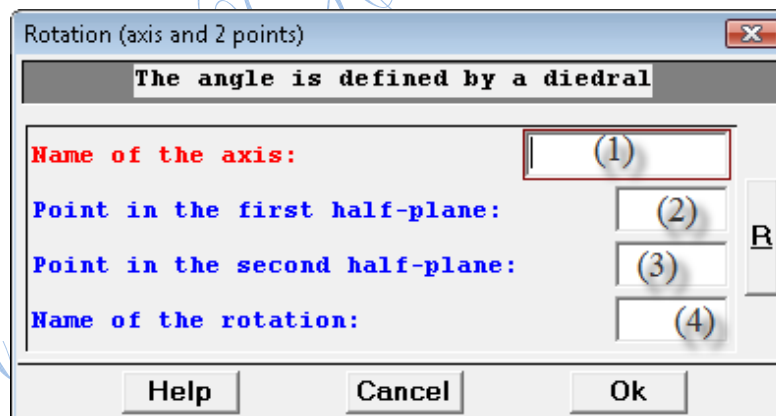 Rotation (axis and 2 points)
The angle is defined by a diedral
Name of the axis: (1)
Point in the first half-plane: (2)
R
Point in the second half-plane: (3)
Name of the rotation: (4)
Help Cancel Ok